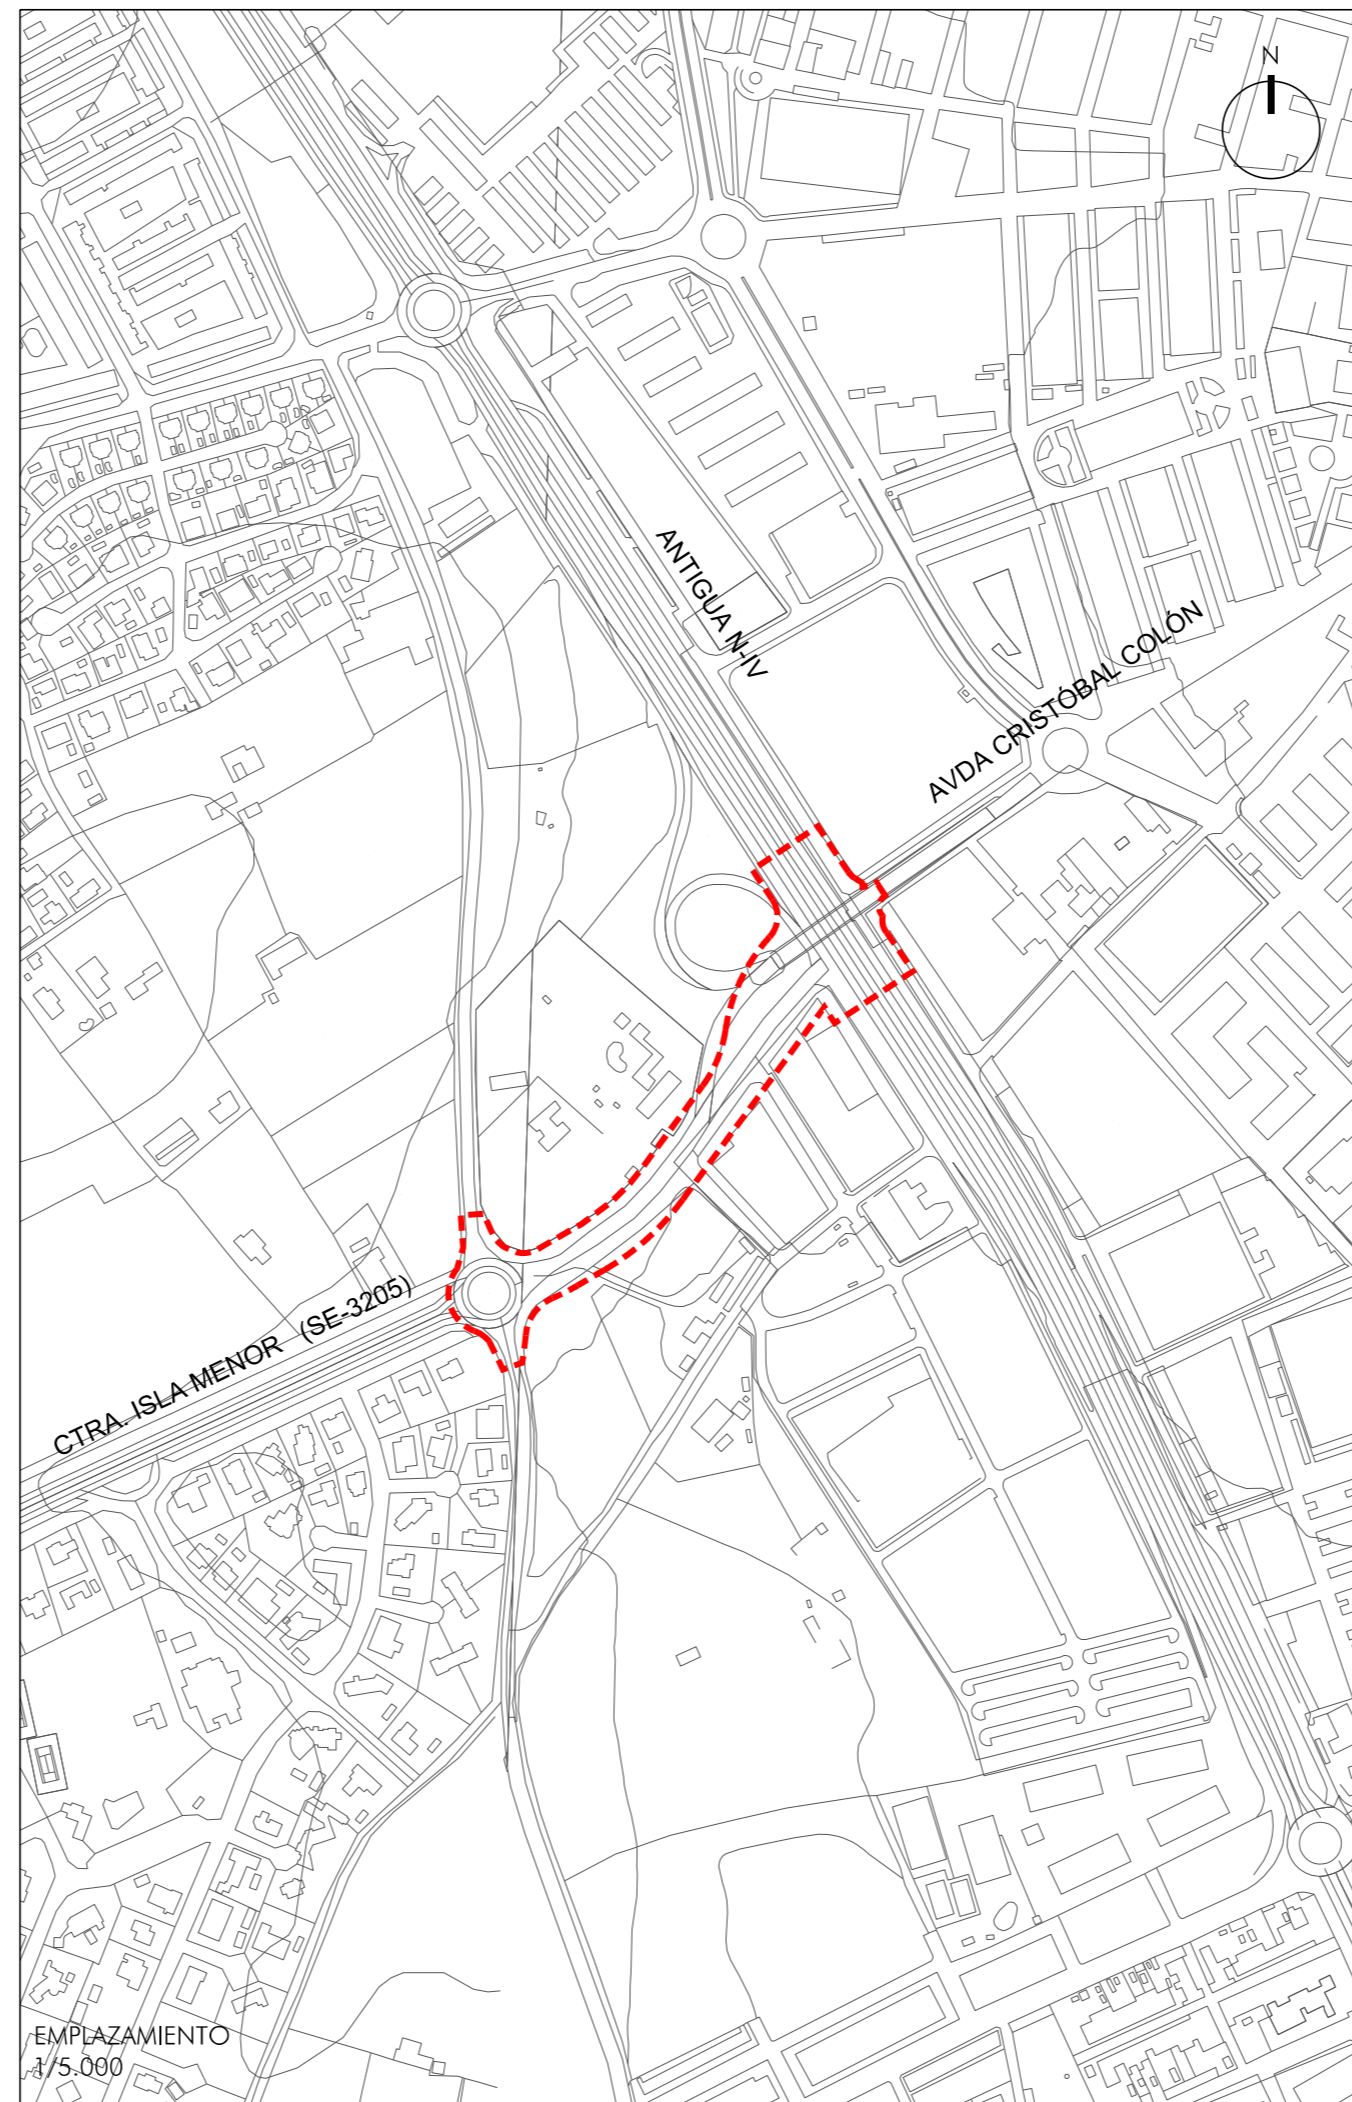 N
ANTIGUA N-IV
AVDA CRISTÓBAL COLÓN
CTRA. ISLA MENOR (SE-3205)
EMPLAZAMIENTO
1/5.000